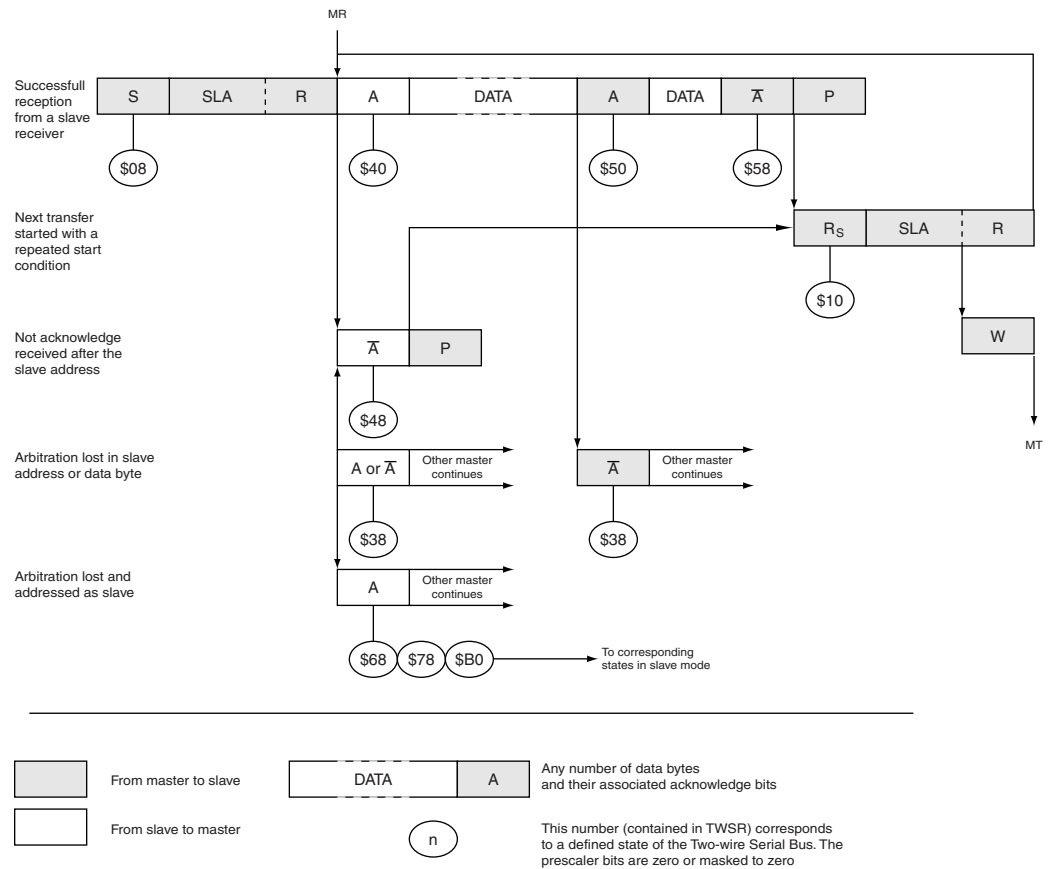 MR
Successfull
reception
from a slave
receiver
S SLA R A DATA A DATA A̅ P
$08 $40 $50 $58
Next transfer
started with a
repeated start
condition
RS SLA R
$10
Not acknowledge
received after the
slave address
A̅ P
W
$48
MT
Arbitration lost in slave
address or data byte
A or A̅
Other master
continues
A̅
Other master
continues
$38 $38
Arbitration lost and
addressed as slave
A
Other master
continues
$68 $78 $B0
To corresponding
states in slave mode
From master to slave
DATA A
Any number of data bytes
and their associated acknowledge bits
From slave to master
n
This number (contained in TWSR) corresponds
to a defined state of the Two-wire Serial Bus. The
prescaler bits are zero or masked to zero